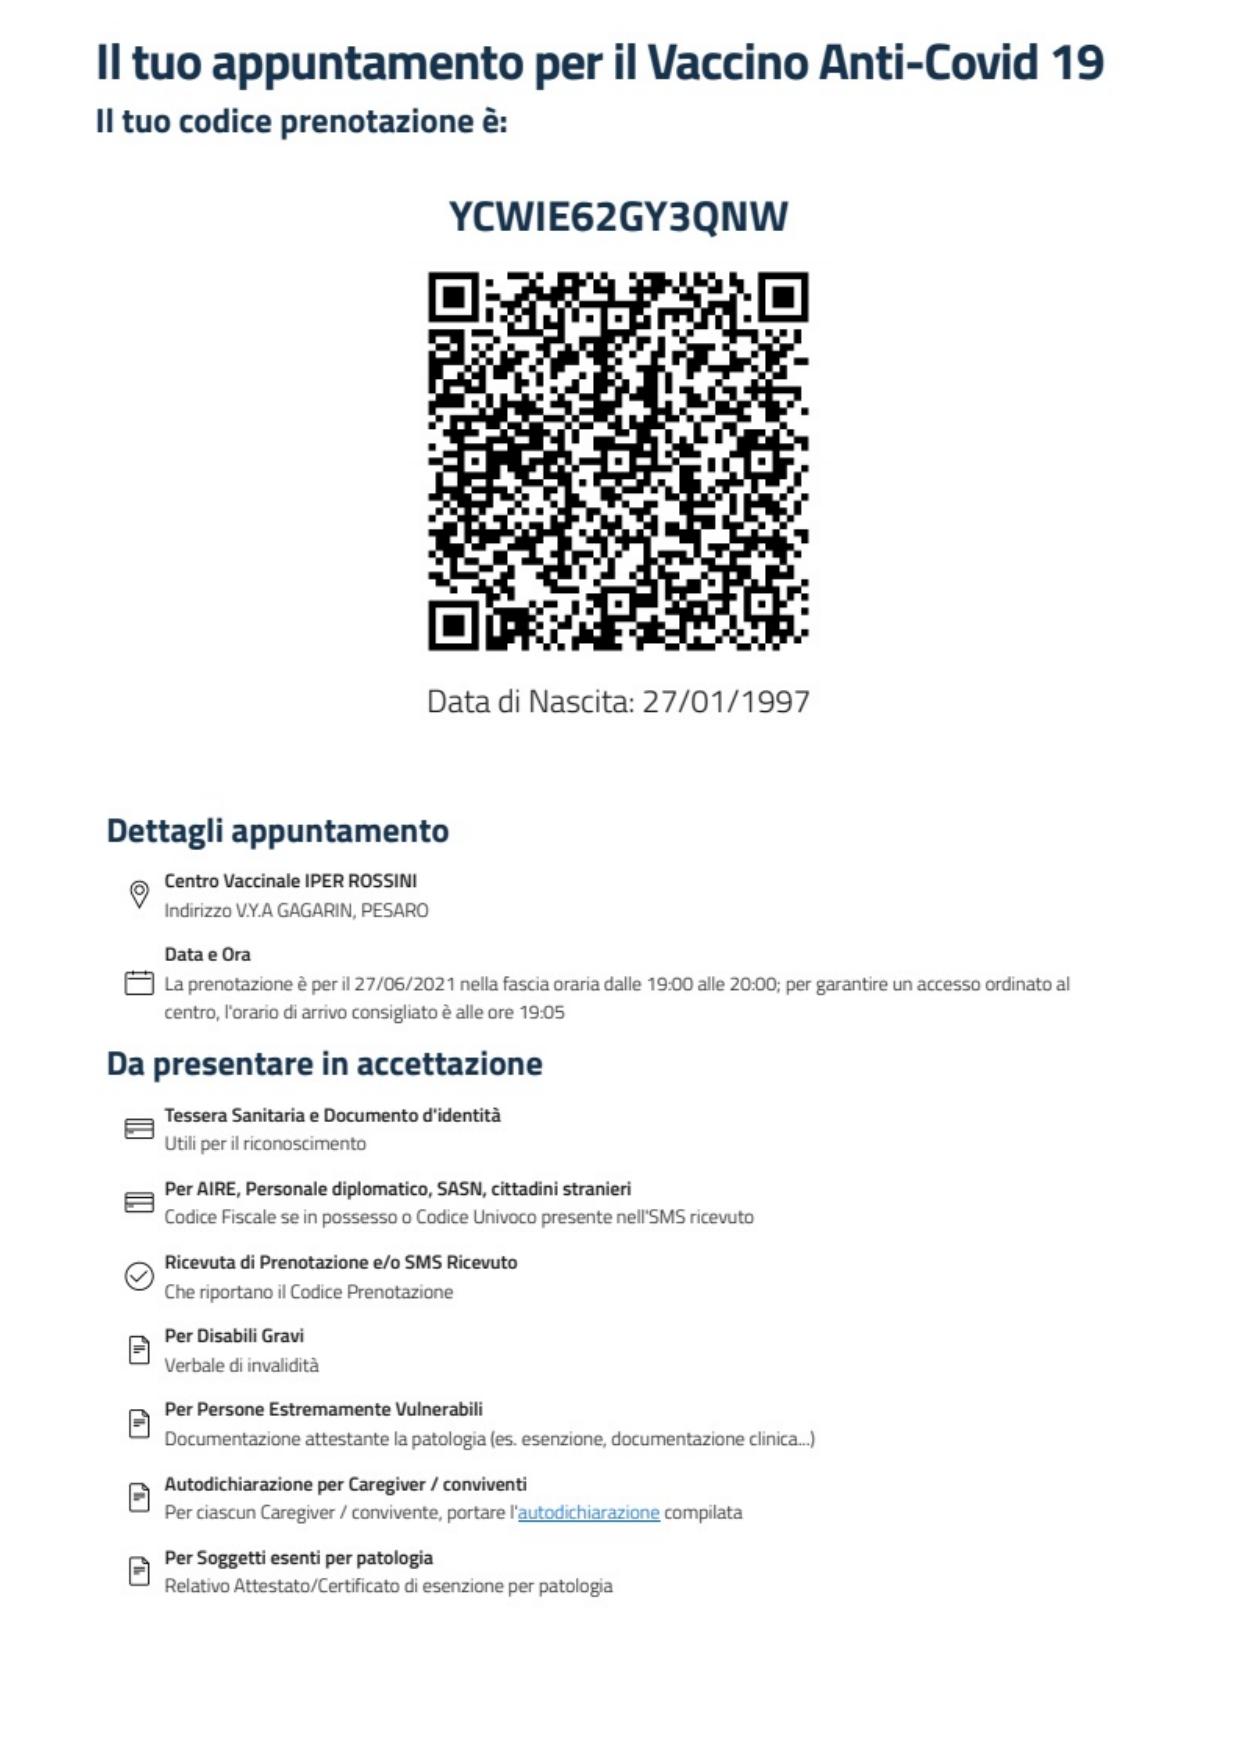 Il tuo appuntamento per il Vaccino Anti-Covid 19
Il tuo codice prenotazione è:
YCWIE62GY3QNW
Data di Nascita: 27/01/1997
Dettagli appuntamento
Centro Vaccinale IPER ROSSINI
Indirizzo V.Y.A GAGARIN, PESARO
Data e Ora
La prenotazione è per il 27/06/2021 nella fascia oraria dalle 19:00 alle 20:00; per garantire un accesso ordinato al
centro, l'orario di arrivo consigliato è alle ore 19:05
Da presentare in accettazione
Tessera Sanitaria e Documento d'identità
Utili per il riconoscimento
Per AIRE, Personale diplomatico, SASN, cittadini stranieri
Codice Fiscale se in possesso o Codice Univoco presente nell'SMS ricevuto
Ricevuta di Prenotazione e/o SMS Ricevuto
Che riportano il Codice Prenotazione
Per Disabili Gravi
Verbale di invalidità
Per Persone Estremamente Vulnerabili
Documentazione attestante la patologia (es. esenzione, documentazione clinica...)
Autodichiarazione per Caregiver / conviventi
Per ciascun Caregiver / convivente, portare l'autodichiarazione compilata
Per Soggetti esenti per patologia
Relativo Attestato/Certificato di esenzione per patologia